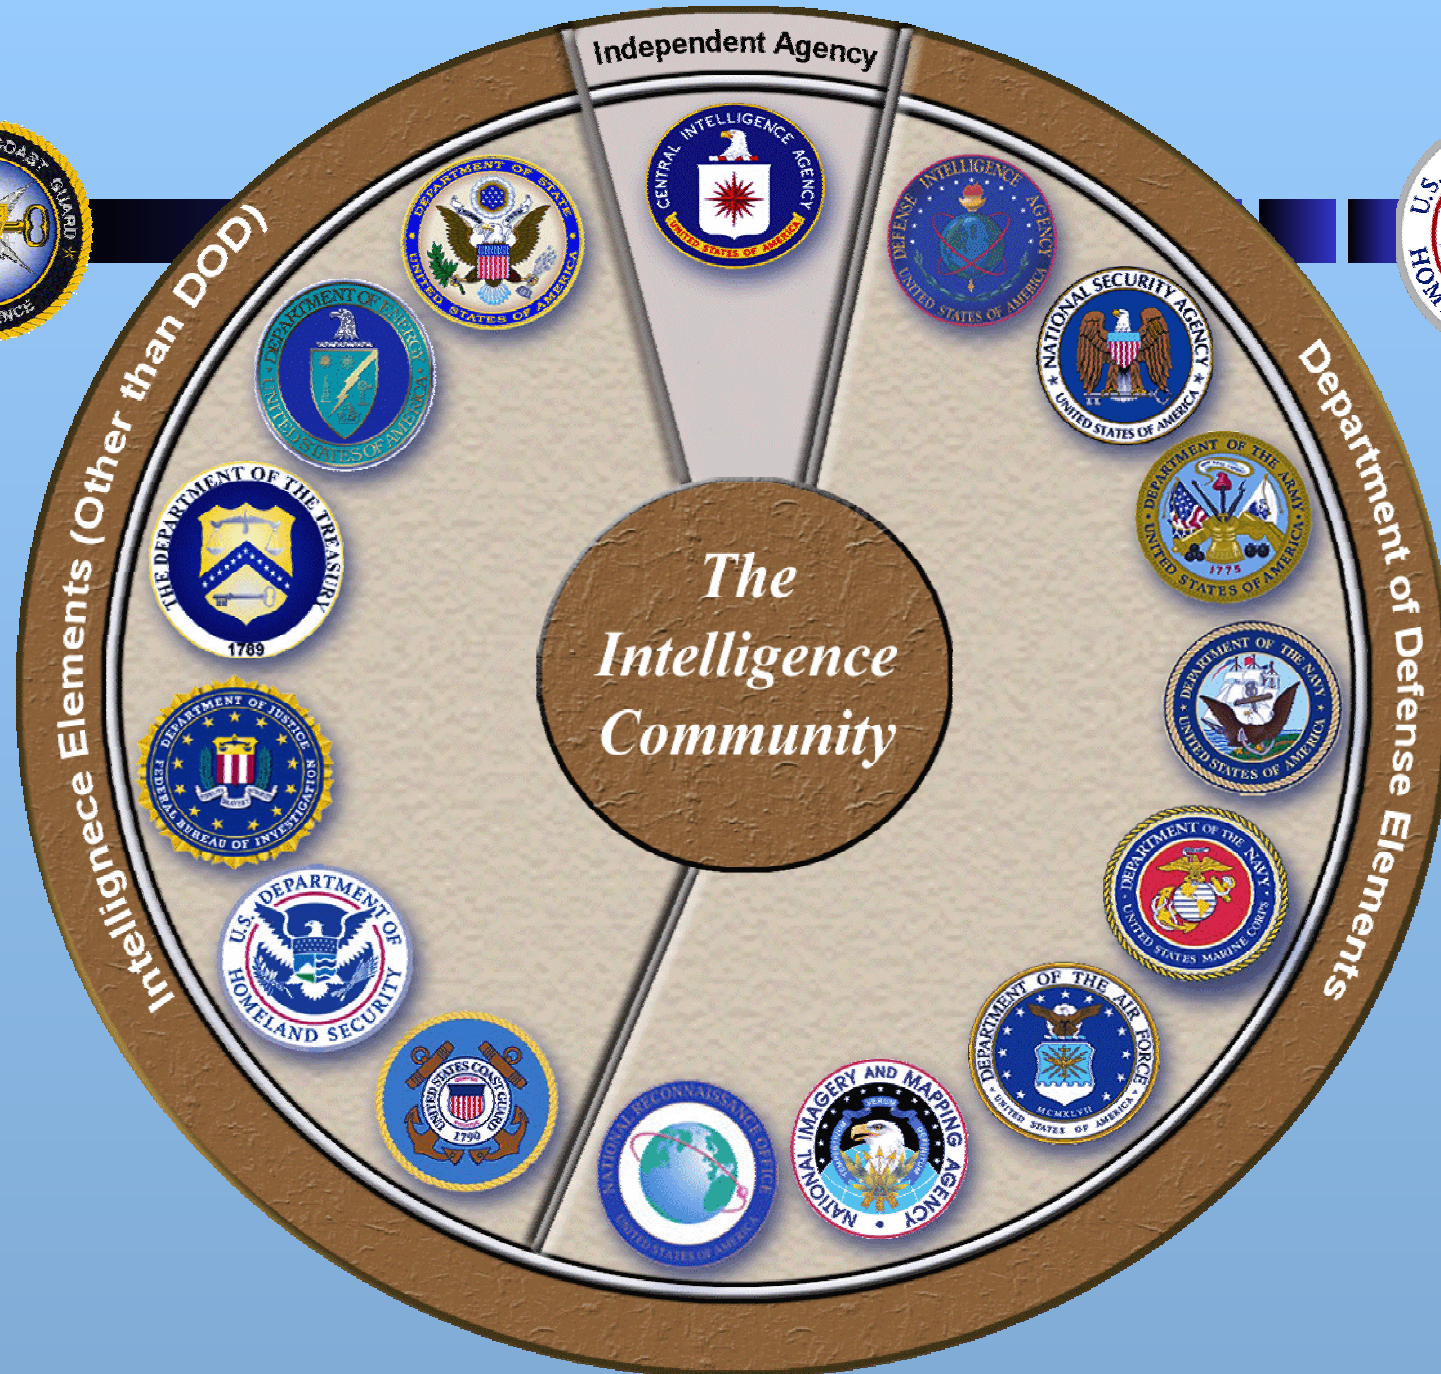 Independent Agency
CENTRAL INTELLIGENCE AGENCY
UNITED STATES OF AMERICA
DEFENSE INTELLIGENCE AGENCY
UNITED STATES OF AMERICA
NATIONAL SECURITY AGENCY
UNITED STATES OF AMERICA
DEPARTMENT OF THE ARMY
UNITED STATES OF AMERICA
1775
DEPARTMENT OF THE NAVY
UNITED STATES OF AMERICA
DEPARTMENT OF THE NAVY
UNITED STATES MARINE CORPS
DEPARTMENT OF THE AIR FORCE
MCMXLVII
UNITED STATES OF AMERICA
NATIONAL IMAGERY AND MAPPING AGENCY
NATIONAL RECONNAISSANCE OFFICE
UNITED STATES OF AMERICA
Department of Defense Elements
Intellignece Elements (Other than DOD)
DEPARTMENT OF STATE
UNITED STATES OF AMERICA
DEPARTMENT OF ENERGY
UNITED STATES OF AMERICA
THE DEPARTMENT OF THE TREASURY
1789
DEPARTMENT OF JUSTICE
FEDERAL BUREAU OF INVESTIGATION
U.S. DEPARTMENT OF
HOMELAND SECURITY
UNITED STATES COAST GUARD
1790
The
Intelligence
Community
COAST GUARD
U.S.